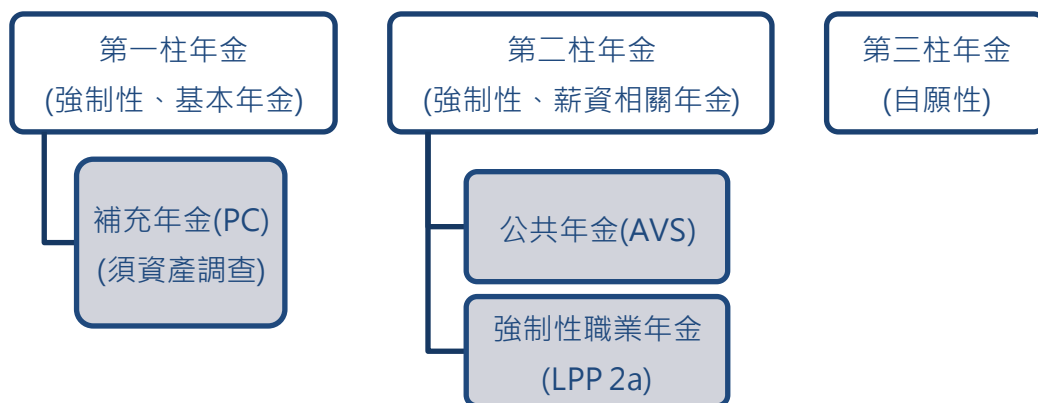 第一柱年金
(強制性、基本年金)
補充年金(PC)
(須資產調查)
第二柱年金
(強制性、薪資相關年金)
公共年金(AVS)
強制性職業年金
(LPP 2a)
第三柱年金
(自願性)